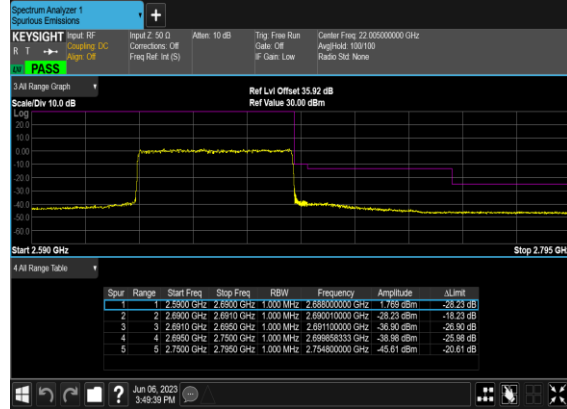 Spectrum Analyzer 1
Spurious Emissions
+
KEYSIGHT Input: RF Input Z: 50 Ω Atten: 10 dB Trig: Free Run Center Freq: 22.005000000 GHz
R T Coupling: DC Corrections: Off Gate: Off Avg|Hold: 100/100
Align: Off Freq Ref: Int (S) IF Gain: Low Radio Std: None
PASS
3 All Range Graph
Ref Lvl Offset 35.92 dB
Scale/Div 10.0 dB Ref Value 30.00 dBm
Log
20.0
10.0
0.00
-10.0
-20.0
-30.0
-40.0
-50.0
-60.0
Start 2.590 GHz Stop 2.795 GHz
4 All Range Table
Spur Range Start Freq Stop Freq RBW Frequency Amplitude ΔLimit
1 1 2.5900 GHz 2.6900 GHz 1.000 MHz 2.688000000 GHz 1.769 dBm -28.23 dB
2 2 2.6900 GHz 2.6910 GHz 1.000 MHz 2.690010000 GHz -28.23 dBm -18.23 dB
3 3 2.6910 GHz 2.6950 GHz 1.000 MHz 2.691100000 GHz -36.90 dBm -26.90 dB
4 4 2.6950 GHz 2.7500 GHz 1.000 MHz 2.699858333 GHz -38.98 dBm -25.98 dB
5 5 2.7500 GHz 2.7950 GHz 1.000 MHz 2.754800000 GHz -45.61 dBm -20.61 dB
? Jun 06, 2023
3:49:39 PM